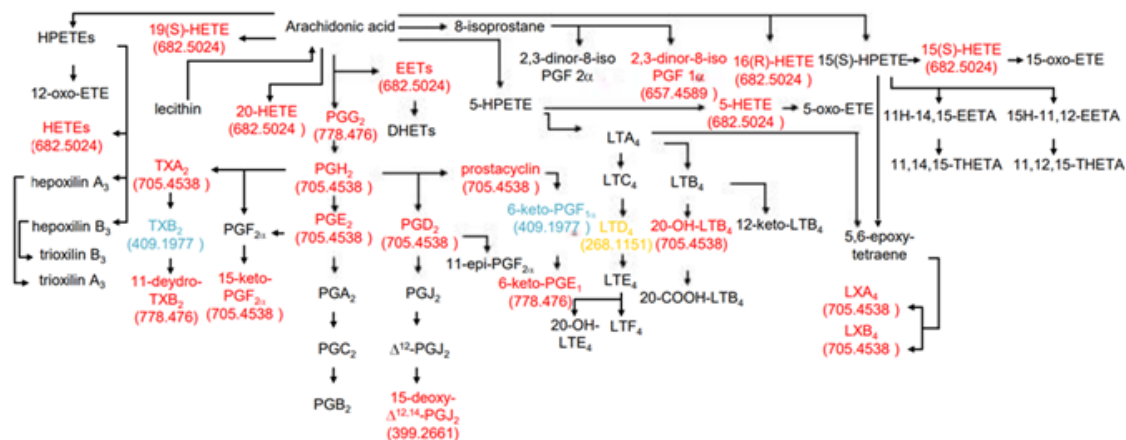 Arachidonic acid
8-isoprostane
HPETEs
19(S)-HETE
(682.5024)
12-oxo-ETE
lecithin
HETEs
(682.5024)
20-HETE
(682.5024)
PGG2
(778.476)
EETs
(682.5024)
DHETs
2,3-dinor-8-iso
PGF 2α
2,3-dinor-8-iso
PGF 1α
(657.4589)
16(R)-HETE
(682.5024 )
15(S)-HPETE
15(S)-HETE
(682.5024 )
15-oxo-ETE
5-HPETE
5-HETE
(682.5024 )
5-oxo-ETE
11H-14,15-EETA
15H-11,12-EETA
11,14,15-THETA
11,12,15-THETA
LTA4
LTC4
LTB4
hepoxilin A3
TXA2
(705.4538 )
PGH2
(705.4538 )
prostacyclin
(705.4538 )
hepoxilin B3
TXB2
(409.1977)
PGF2α
PGE2
(705.4538)
PGD2
(705.4538 )
6-keto-PGF1α
(409.1977 )
LTD4
(268.1151)
20-OH-LTB4
(705.4538)
12-keto-LTB4
5,6-epoxy-
tetraene
trioxilin B3
trioxilin A3
11-deydro-
TXB2
(778.476)
15-keto-
PGF2α
(705.4538 )
11-epi-PGF2α
6-keto-PGE1
(778.476)
LTE4
20-COOH-LTB4
PGA2
PGJ2
20-OH-
LTE4
LTF4
LXA4
(705.4538 )
LXB4
(705.4538 )
PGC2
Δ12-PGJ2
PGB2
15-deoxy-
Δ12,14-PGJ2
(399.2661)